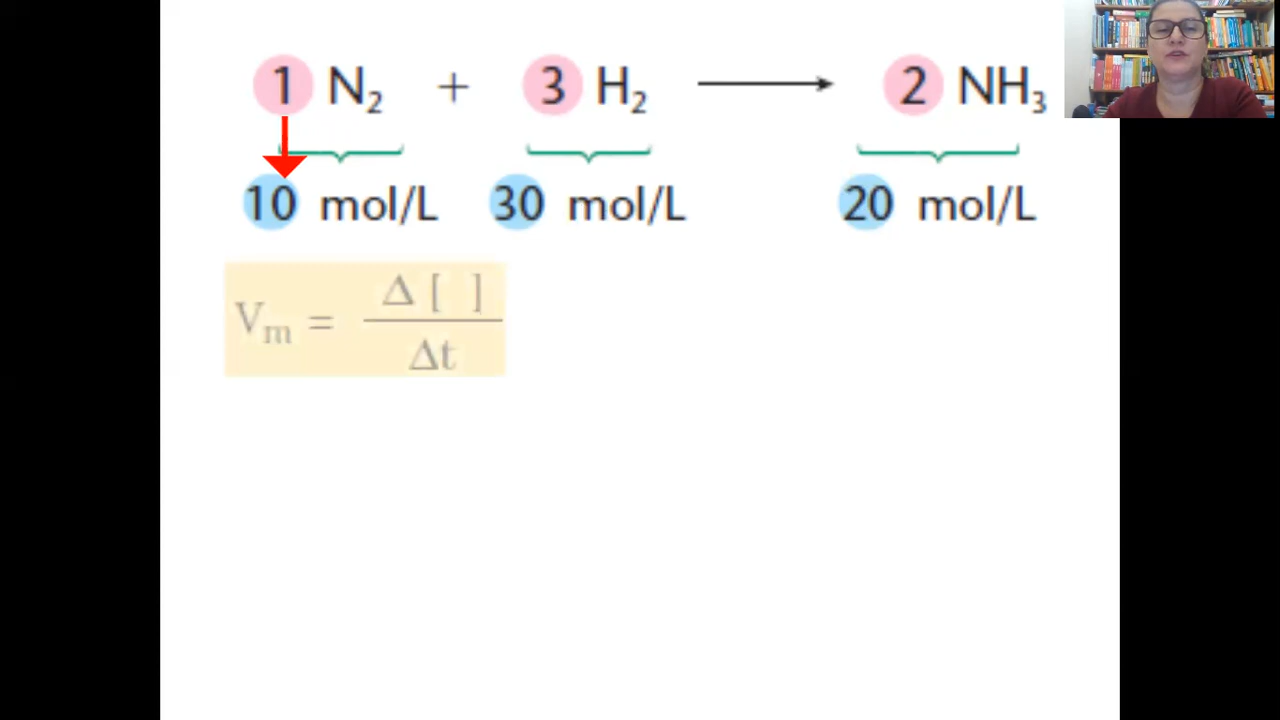 1 N₂ + 3 H₂ ⟶ 2 NH₃
10 mol/L 30 mol/L 20 mol/L
Vₘ = Δ [ ] / Δt